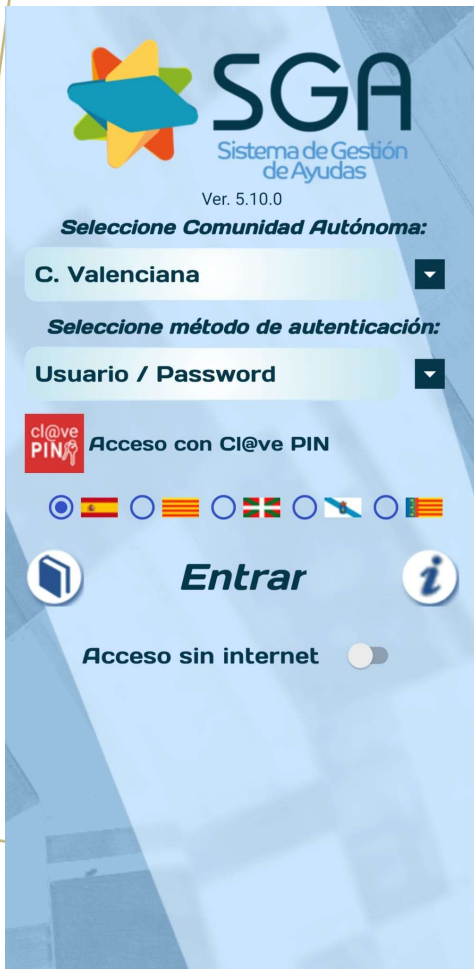 SGA
Sistema de Gestión
de Ayudas
Ver. 5.10.0
Seleccione Comunidad Autónoma:
C. Valenciana
Seleccione método de autenticación:
Usuario / Password
cl@ve
PIN
Acceso con Cl@ve PIN
Entrar
i
Acceso sin internet